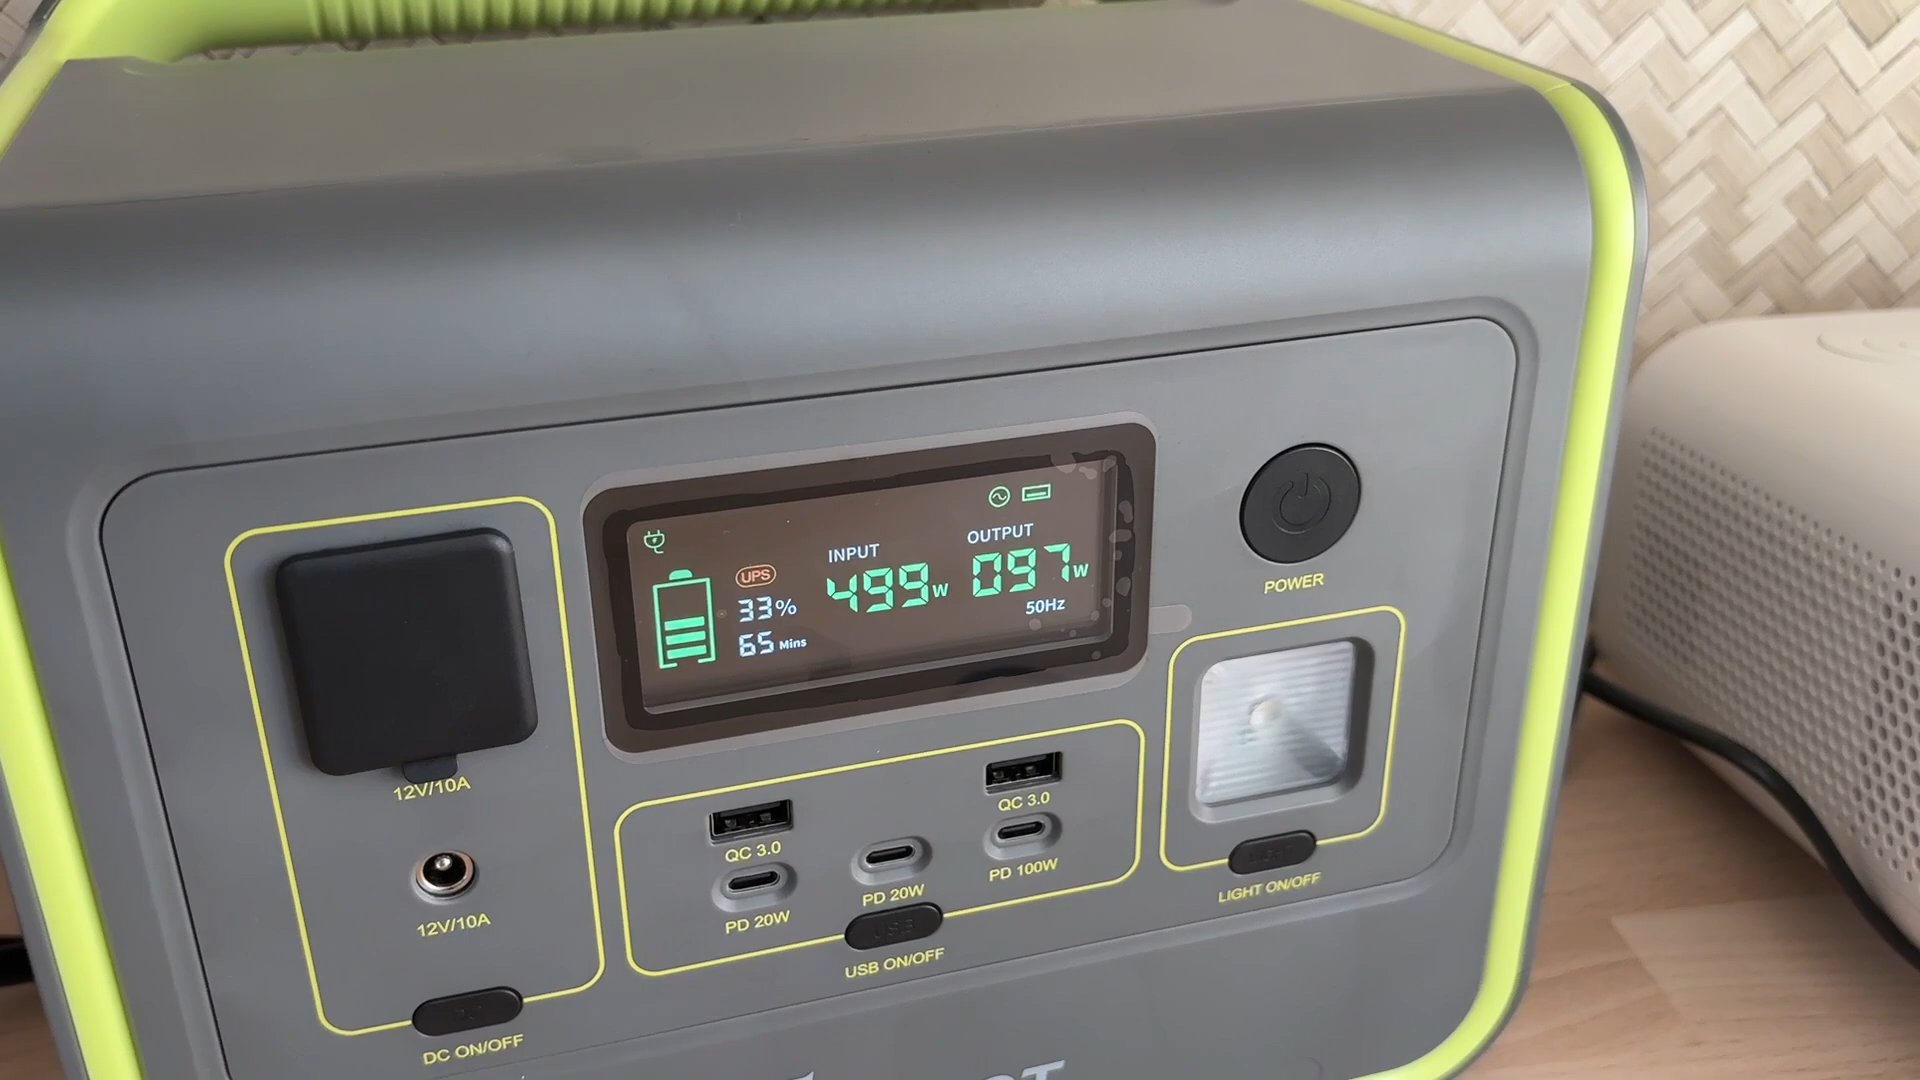 UPS
33%
65 Mins
INPUT
499W
OUTPUT
097W
50Hz
POWER
12V/10A
12V/10A
DC ON/OFF
QC 3.0
QC 3.0
PD 20W
PD 20W
PD 100W
USB
USB ON/OFF
LIGHT ON/OFF